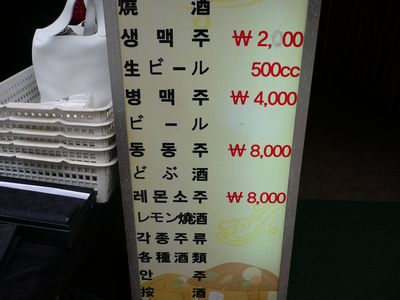 燒 酒
생 맥 주 ₩ 2,000
生 ビ ー ル 500cc
병 맥 주 ₩ 4,000
ビ ー ル
동 동 주 ₩ 8,000
ど ぶ 酒
레 몬 소 주 ₩ 8,000
レ モ ン 燒 酒
각 종 주 류
各 種 酒 類
안 주
按 酒